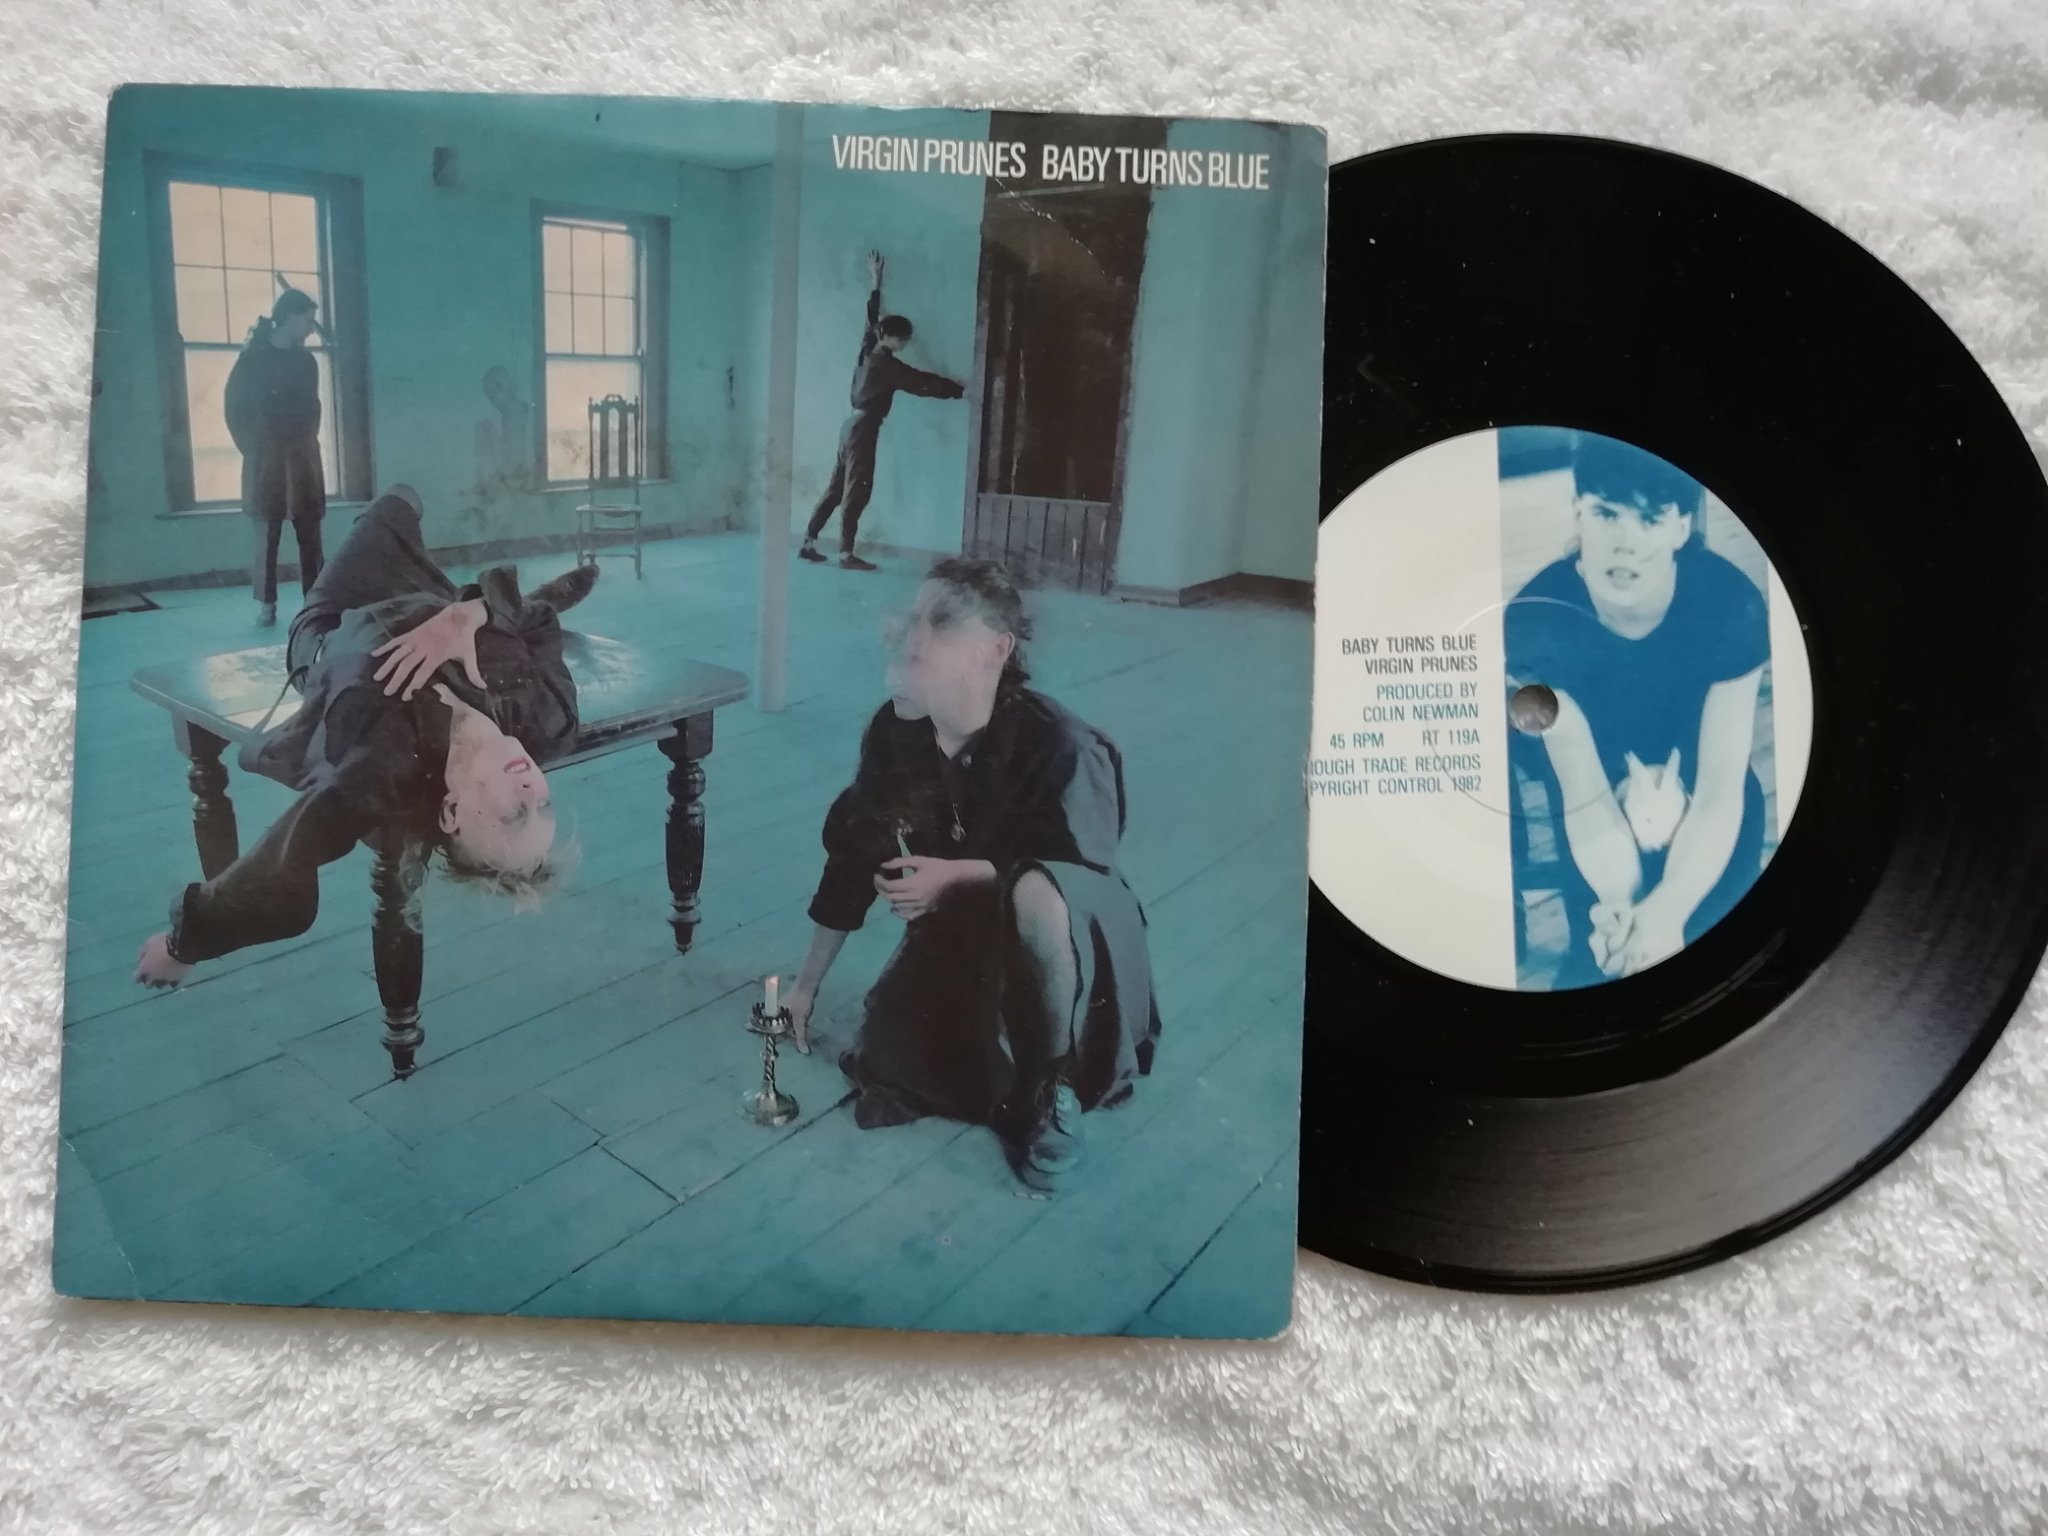 VIRGIN PRUNES BABY TURNS BLUE
BABY TURNS BLUE
VIRGIN PRUNES
PRODUCED BY
COLIN NEWMAN
45 RPM RT 119A
OUGH TRADE RECORDS
PYRIGHT CONTROL 1982